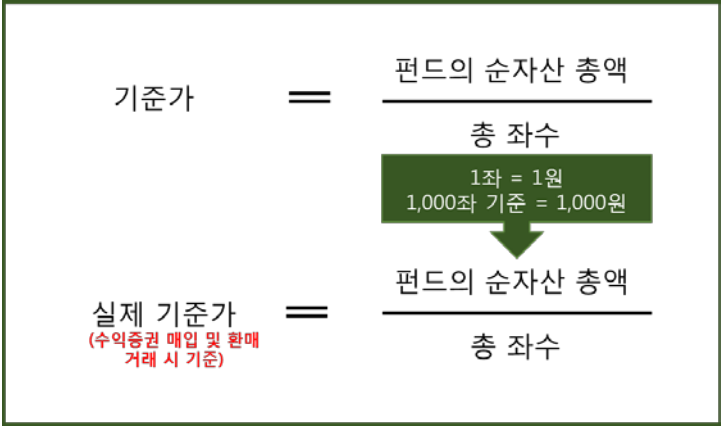 기준가 = 펀드의 순자산 총액
총 좌수
1좌 = 1원
1,000좌 기준 = 1,000원
실제 기준가 = 펀드의 순자산 총액
(수익증권 매입 및 환매
거래 시 기준)
총 좌수